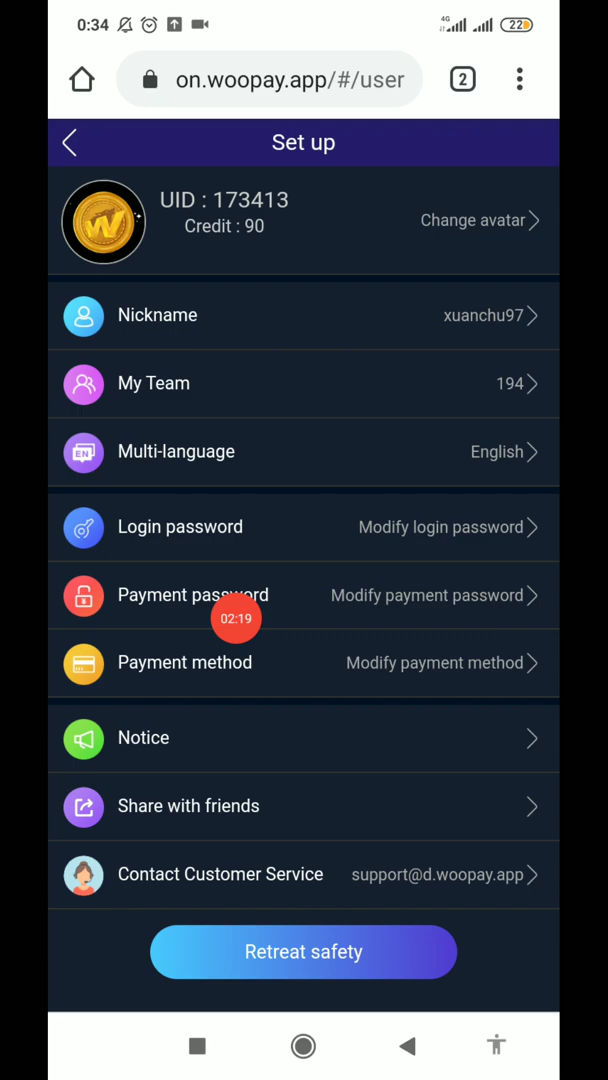 0:34
4G
22
on.woopay.app/#/user
2
Set up
UID : 173413
Credit : 90
Change avatar
Nickname
xuanchu97
My Team
194
EN
Multi-language
English
Login password
Modify login password
Payment password
Modify payment password
02:19
Payment method
Modify payment method
Notice
Share with friends
Contact Customer Service
support@d.woopay.app
Retreat safety